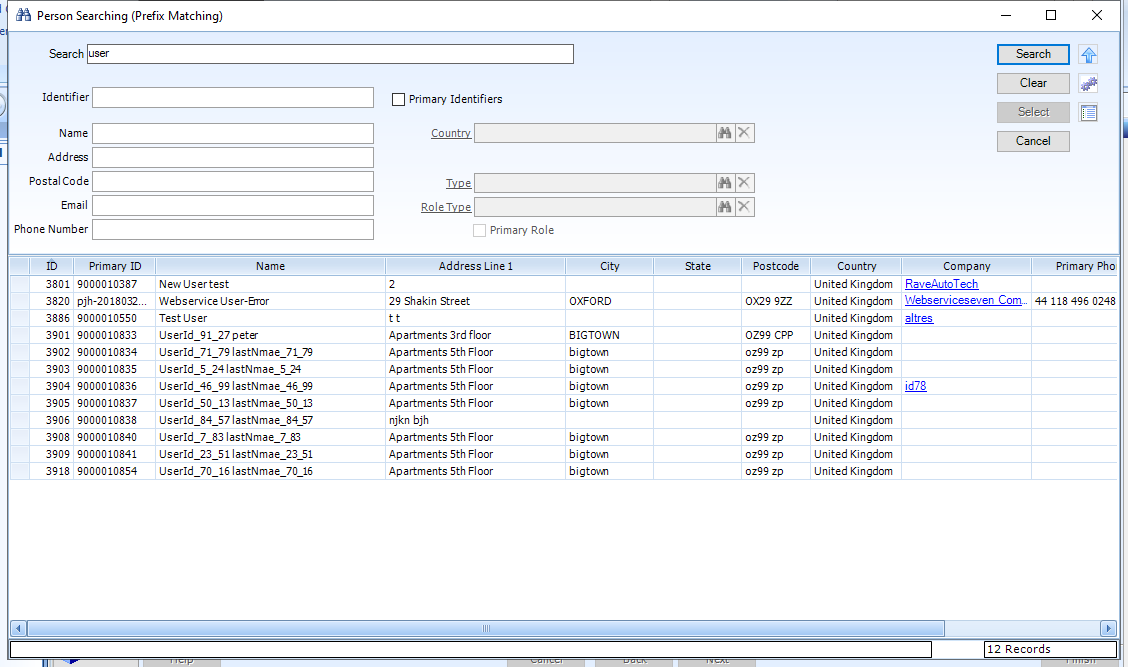 Person Searching (Prefix Matching)
Search user Search
Clear
Identifier Primary Identifiers
Select
Name Country
Cancel
Address
Postal Code Type
Email Role Type
Phone Number Primary Role
ID Primary ID Name Address Line 1 City State Postcode Country Company Primary Pho
3801 9000010387 New User test 2 United Kingdom RaveAutoTech
3820 pjh-2018032... Webservice User-Error 29 Shakin Street OXFORD OX29 9ZZ United Kingdom Webserviceseven Com... 44 118 496 0248
3886 9000010550 Test User t t United Kingdom altres
3901 9000010833 UserId_91_27 peter Apartments 3rd floor BIGTOWN OZ99 CPP United Kingdom
3902 9000010834 UserId_71_79 lastNmae_71_79 Apartments 5th Floor bigtown oz99 zp United Kingdom
3903 9000010835 UserId_5_24 lastNmae_5_24 Apartments 5th Floor bigtown oz99 zp United Kingdom
3904 9000010836 UserId_46_99 lastNmae_46_99 Apartments 5th Floor bigtown oz99 zp United Kingdom id78
3905 9000010837 UserId_50_13 lastNmae_50_13 Apartments 5th Floor bigtown oz99 zp United Kingdom
3906 9000010838 UserId_84_57 lastNmae_84_57 njkn bjh United Kingdom
3908 9000010840 UserId_7_83 lastNmae_7_83 Apartments 5th Floor bigtown oz99 zp United Kingdom
3909 9000010841 UserId_23_51 lastNmae_23_51 Apartments 5th Floor bigtown oz99 zp United Kingdom
3918 9000010854 UserId_70_16 lastNmae_70_16 Apartments 5th Floor bigtown oz99 zp United Kingdom
12 Records
Help Cancel Back Next Finish